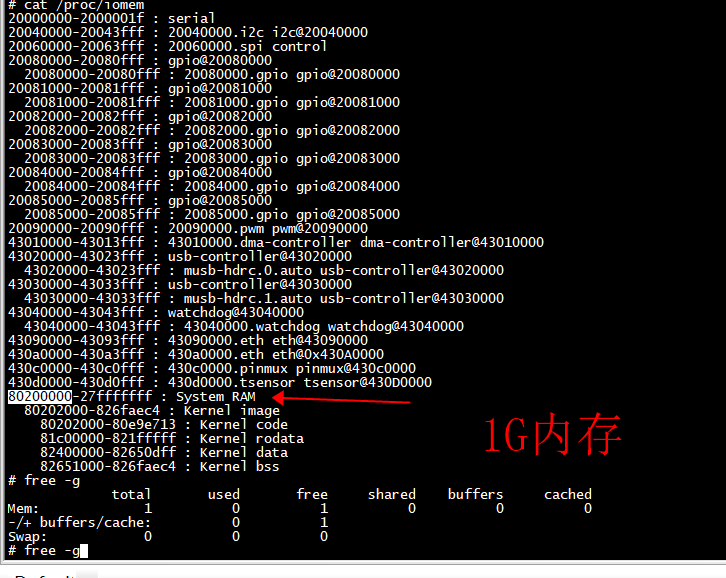 # cat /proc/iomem
20000000-2000001f : serial
20040000-20043fff : 20040000.i2c i2c@20040000
20060000-20063fff : 20060000.spi control
20080000-20080fff : gpio@20080000
20080000-20080fff : 20080000.gpio gpio@20080000
20081000-20081fff : gpio@20081000
20081000-20081fff : 20081000.gpio gpio@20081000
20082000-20082fff : gpio@20082000
20082000-20082fff : 20082000.gpio gpio@20082000
20083000-20083fff : gpio@20083000
20083000-20083fff : 20083000.gpio gpio@20083000
20084000-20084fff : gpio@20084000
20084000-20084fff : 20084000.gpio gpio@20084000
20085000-20085fff : gpio@20085000
20085000-20085fff : 20085000.gpio gpio@20085000
20090000-20090fff : 20090000.pwm pwm@20090000
43010000-43013fff : 43010000.dma-controller dma-controller@43010000
43020000-43023fff : usb-controller@43020000
43020000-43023fff : musb-hdrc.0.auto usb-controller@43020000
43030000-43033fff : usb-controller@43030000
43030000-43033fff : musb-hdrc.1.auto usb-controller@43030000
43040000-43043fff : watchdog@43040000
43040000-43043fff : 43040000.watchdog watchdog@43040000
43090000-43093fff : 43090000.eth eth@43090000
430a0000-430a3fff : 430a0000.eth eth@0x430A0000
430c0000-430c0fff : 430c0000.pinmux pinmux@430c0000
430d0000-430d0fff : 430d0000.tsensor tsensor@430D0000
80200000-27fffffff : System RAM
80202000-826faec4 : Kernel image
80202000-80e9e713 : Kernel code
81c00000-821fffff : Kernel rodata
82400000-82650dff : Kernel data
82651000-826faec4 : Kernel bss
1G内存
# free -g
total used free shared buffers cached
Mem: 1 0 1 0 0 0
-/+ buffers/cache: 0 1
Swap: 0 0 0
# free -g